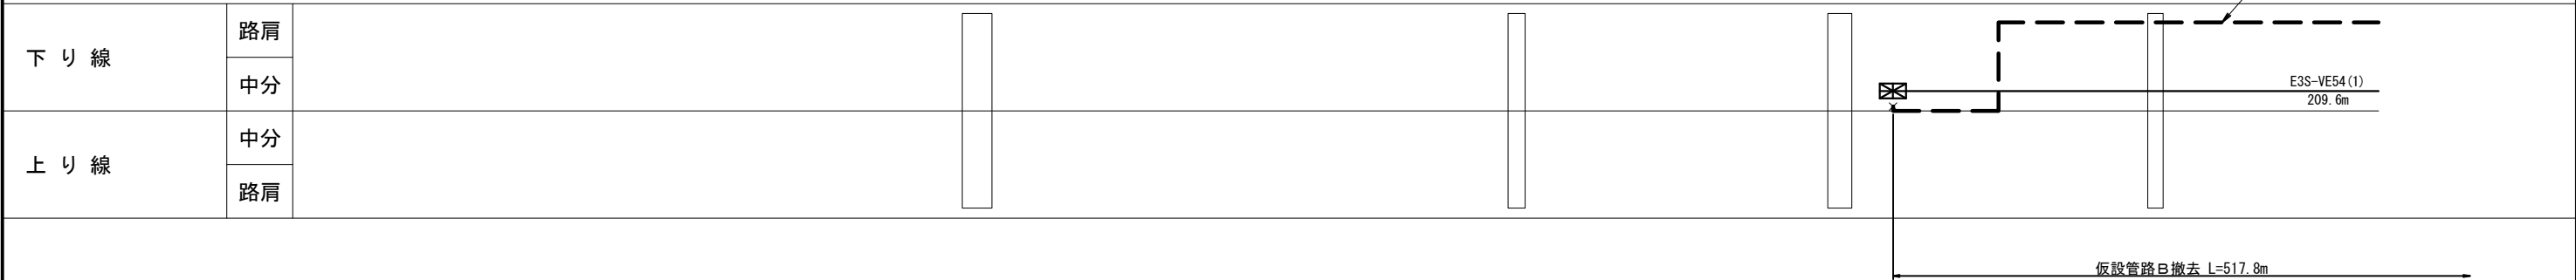 下り線
路肩
中分
E3S-VE54(1)
209.6m
上り線
中分
路肩
仮設管路B撤去 L=517.8m